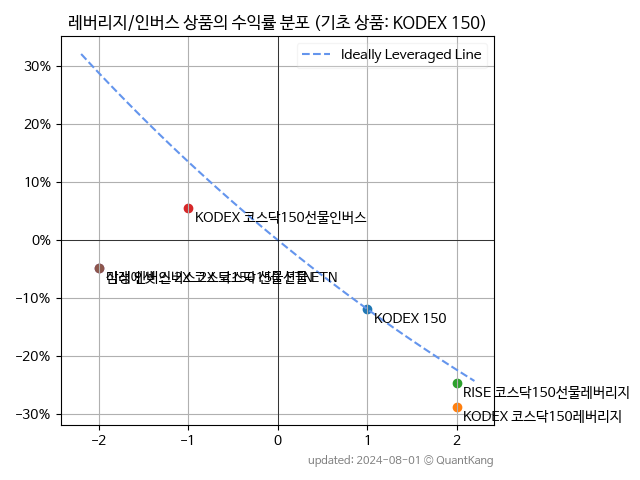 레버리지/인버스 상품의 수익률 분포 (기초 상품: KODEX 150)
Ideally Leveraged Line
30%
20%
10%
KODEX 코스닥150선물인버스
0%
ETN
−10%
KODEX 150
−20%
RISE 코스닥150선물레버리지
−30%
KODEX 코스닥150레버리지
−2
−1
0
1
2
updated: 2024-08-01 © QuantKang